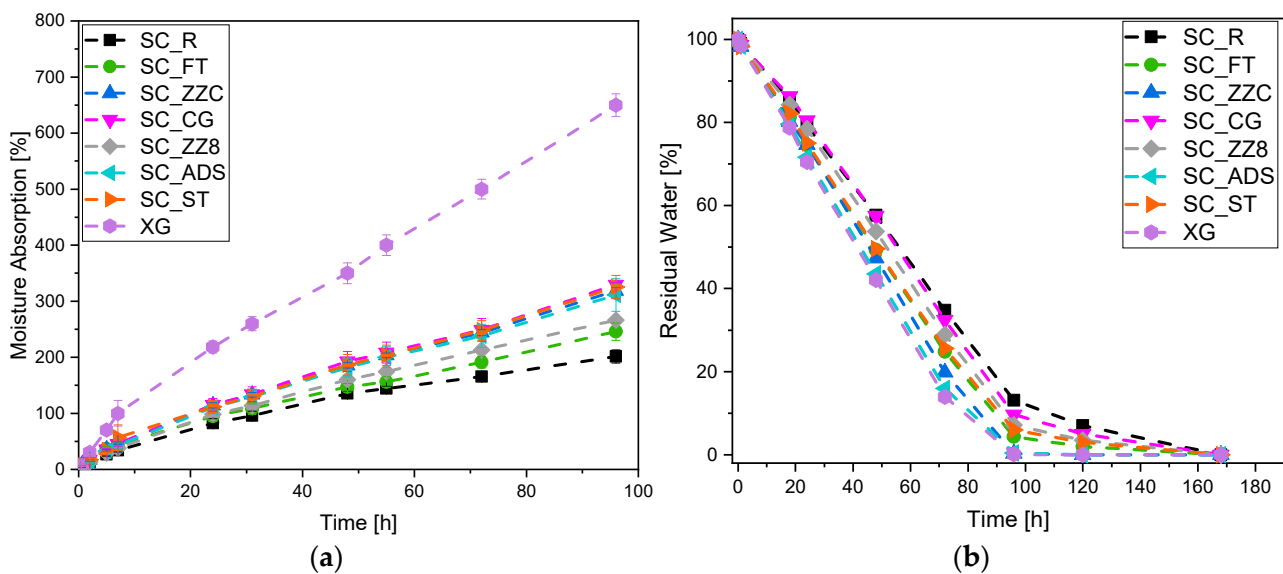 800
700
600
500
400
300
200
100
0
Moisture Absorption [%]
SC_R
SC_FT
SC_ZZC
SC_CG
SC_ZZ8
SC_ADS
SC_ST
XG
0 20 40 60 80 100
Time [h]
(a)
100
80
60
40
20
0
Residual Water [%]
SC_R
SC_FT
SC_ZZC
SC_CG
SC_ZZ8
SC_ADS
SC_ST
XG
0 20 40 60 80 100 120 140 160 180
Time [h]
(b)